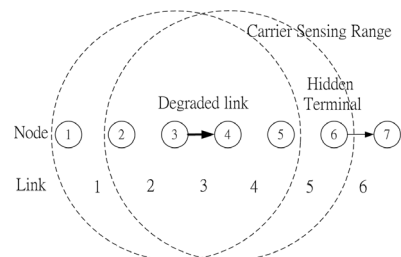 Carrier Sensing Range
Hidden
Terminal
Degraded link
Node 1 2 3 4 5 6 7
Link 1 2 3 4 5 6